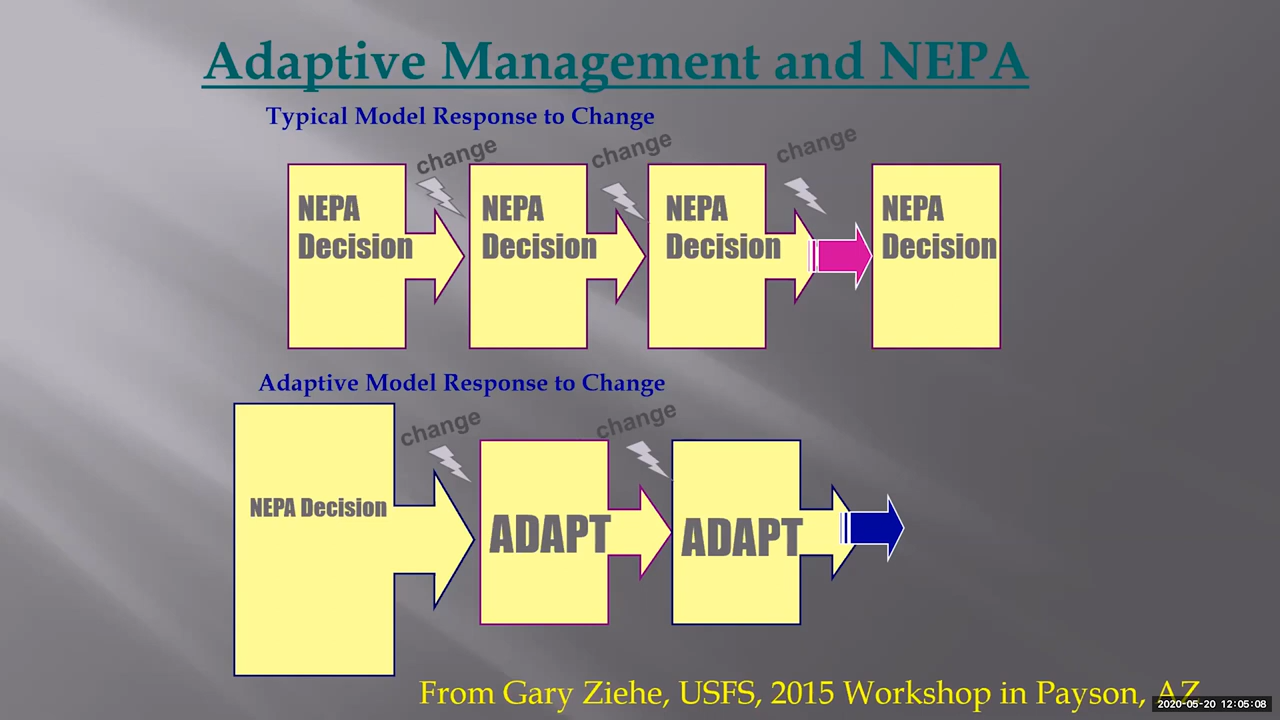 Adaptive Management and NEPA
Typical Model Response to Change
change
change
change
NEPA
Decision
NEPA
Decision
NEPA
Decision
NEPA
Decision
Adaptive Model Response to Change
change
change
NEPA Decision
ADAPT
ADAPT
From Gary Ziehe, USFS, 2015 Workshop in Payson, AZ
2020-05-20 12:05:08